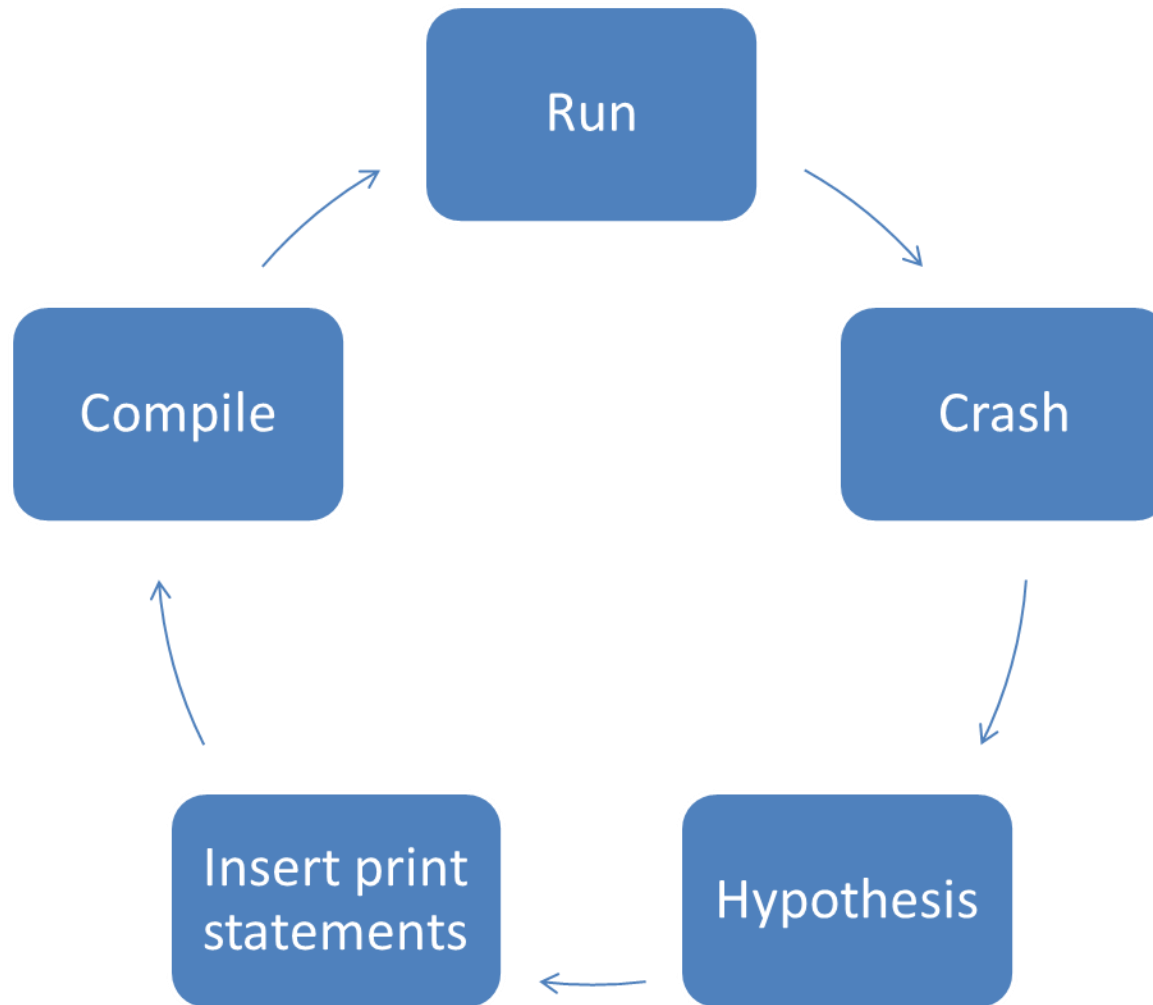 Run
Crash
Hypothesis
Insert print
statements
Compile